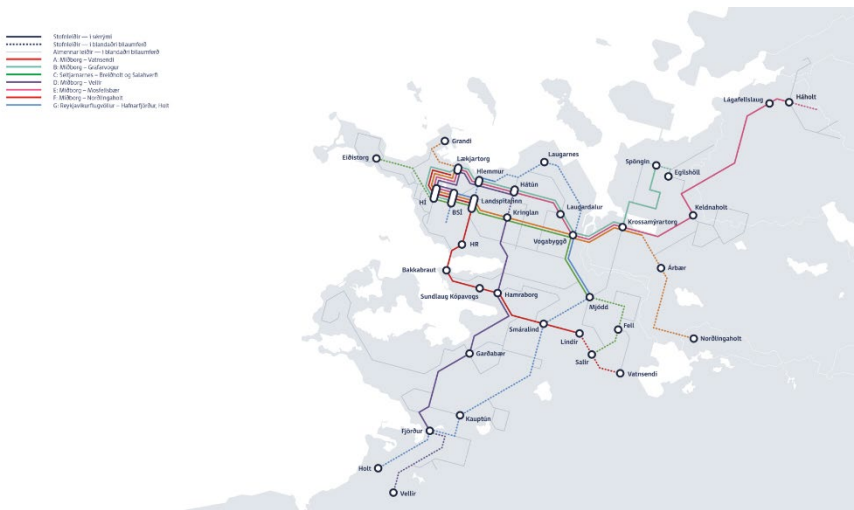 Stofnleiðir — í sérrými
Stofnleiðir — í blandaðri bílaumferð
Almennar leiðir — í blandaðri bílaumferð
A: Miðborg – Vatnsendi
B: Miðborg – Grafarvogur
C: Seltjarnarnes – Breiðholt og Salahverfi
D: Miðborg – Vellir
E: Miðborg – Mosfellsbær
F: Miðborg – Norðlingaholt
G: Reykjavíkurflugvöllur – Hafnarfjörður, Holt
Háholt
Lágafellslaug
Grandi
Eiðistorg
Lækjartorg
Laugarnes
Hlemmur
Spöngin
Egilshöll
Hátún
HÍ
BSÍ
Landspítalinn
Kringlan
Laugardalur
Keldnaholt
Krossamýrartorg
Vogabyggð
HR
Bakkabraut
Árbær
Sundlaug Kópavogs
Hamraborg
Mjódd
Smáralind
Fell
Lindir
Norðlingaholt
Salir
Garðabær
Vatnsendi
Kauptún
Fjörður
Holt
Vellir